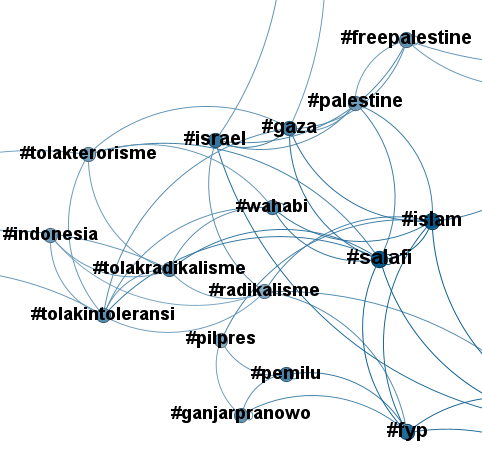 #freepalestine
#palestine
#gaza
#israel
#tolakterorisme
#wahabi
#islam
#indonesia
#salafi
#tolakradikalisme
#radikalisme
#tolakintoleransi
#pilpres
#pemilu
#ganjarpranowo
#fyp